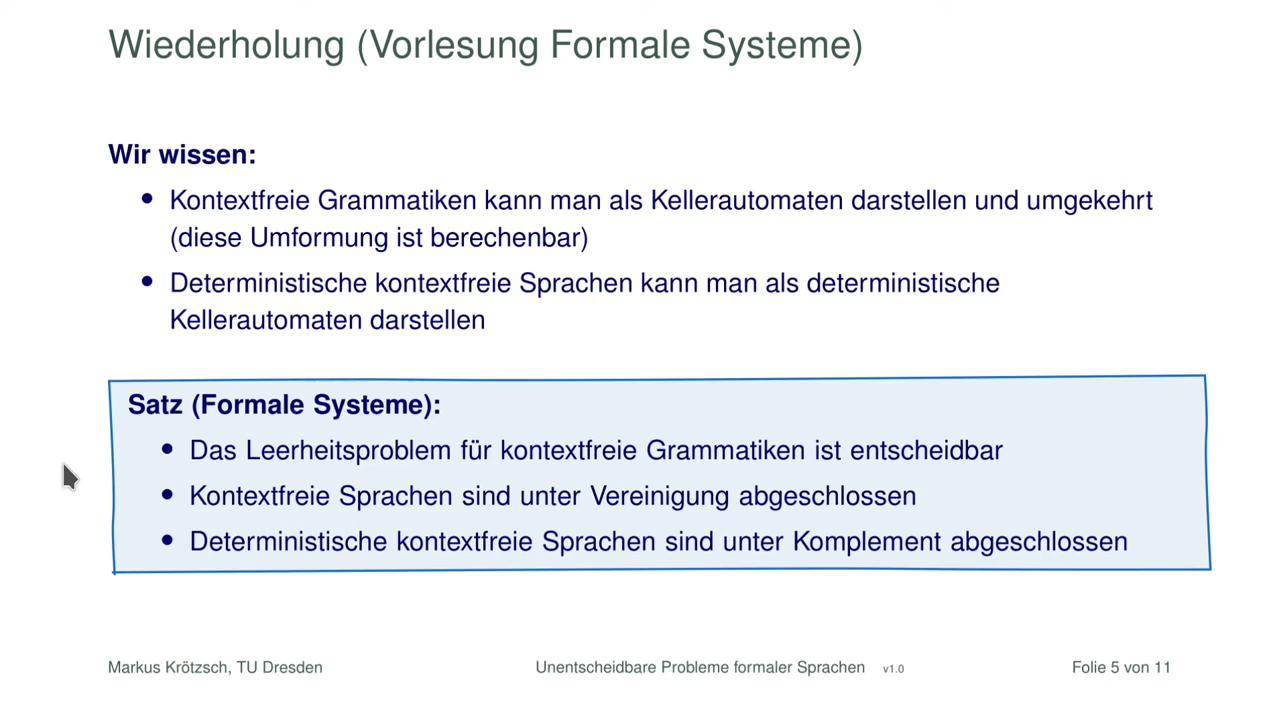 Wiederholung (Vorlesung Formale Systeme)
Wir wissen:
• Kontextfreie Grammatiken kann man als Kellerautomaten darstellen und umgekehrt
(diese Umformung ist berechenbar)
• Deterministische kontextfreie Sprachen kann man als deterministische
Kellerautomaten darstellen
Satz (Formale Systeme):
• Das Leerheitsproblem für kontextfreie Grammatiken ist entscheidbar
• Kontextfreie Sprachen sind unter Vereinigung abgeschlossen
• Deterministische kontextfreie Sprachen sind unter Komplement abgeschlossen
Markus Krötzsch, TU Dresden Unentscheidbare Probleme formaler Sprachen v1.0 Folie 5 von 11